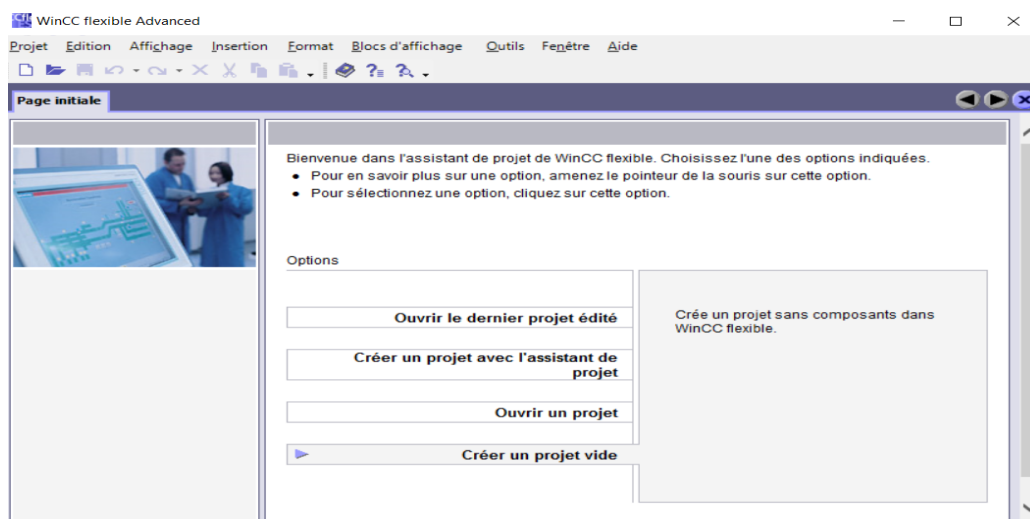 WinCC flexible Advanced
Projet Edition Affichage Insertion Format Blocs d'affichage Outils Fenêtre Aide
Page initiale
Bienvenue dans l'assistant de projet de WinCC flexible. Choisissez l'une des options indiquées.
• Pour en savoir plus sur une option, amenez le pointeur de la souris sur cette option.
• Pour sélectionnez une option, cliquez sur cette option.
Options
Ouvrir le dernier projet édité
Créer un projet avec l'assistant de
projet
Ouvrir un projet
Créer un projet vide
Crée un projet sans composants dans
WinCC flexible.